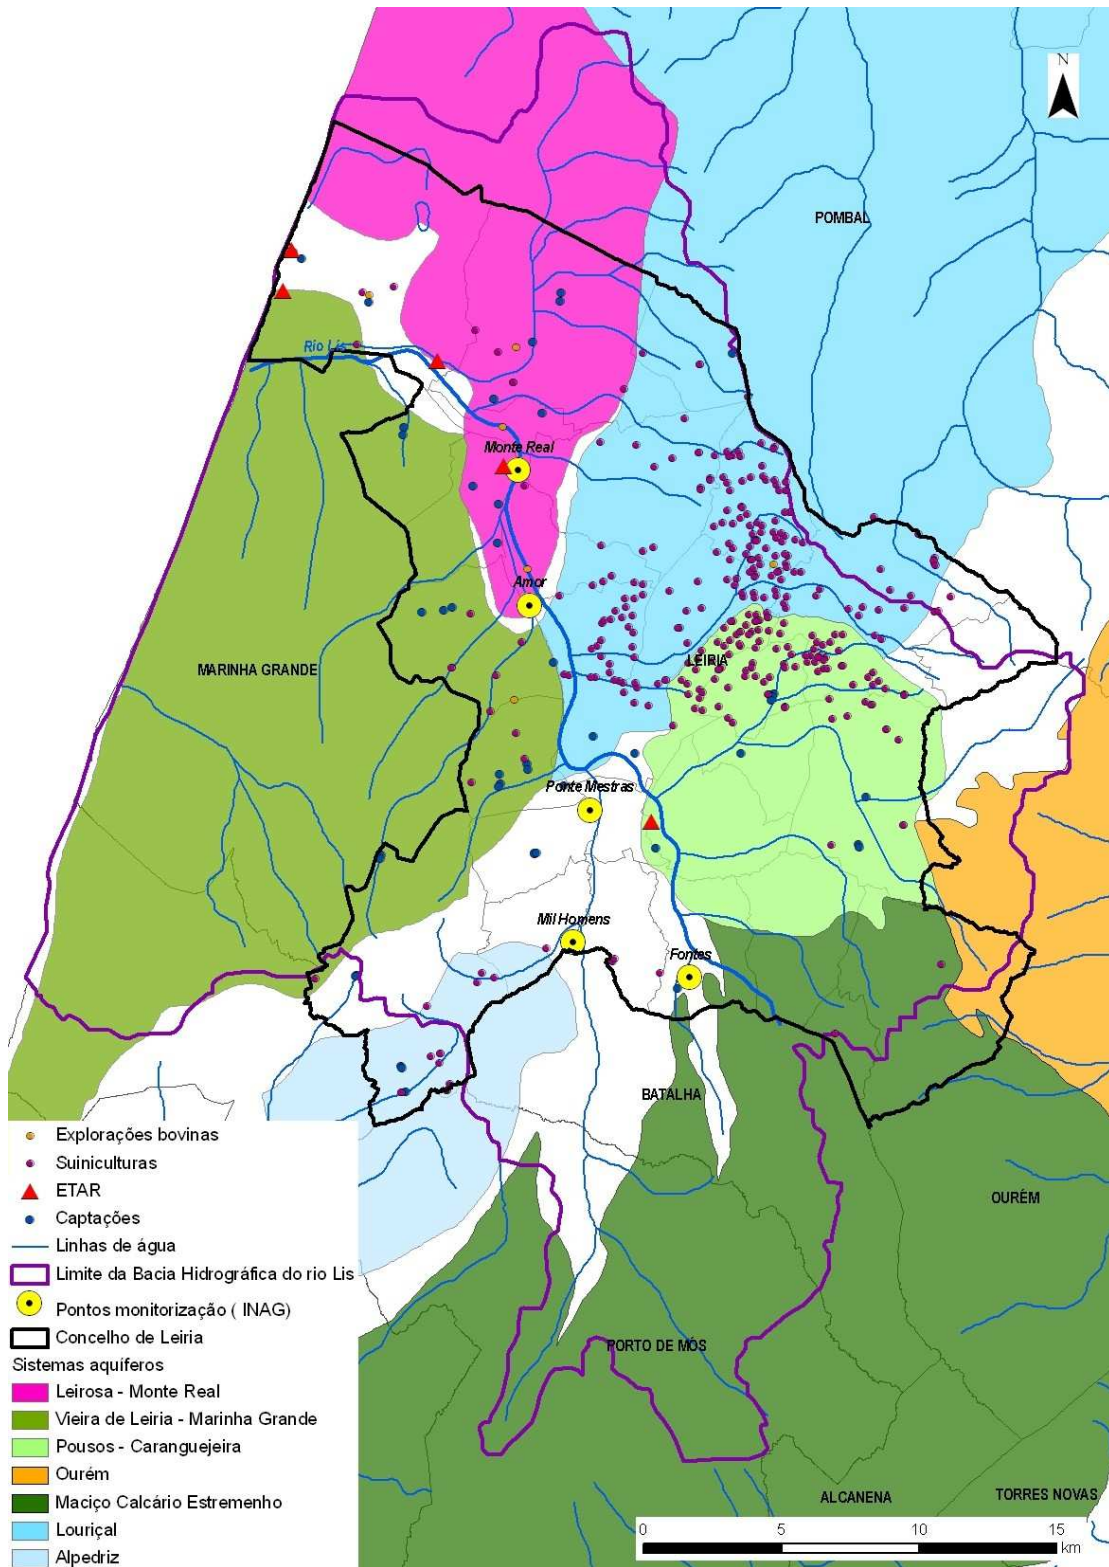 N
POMBAL
Rio Lis
Monte Real
Amor
MARINHA GRANDE
LEIRIA
Ponte Mestras
Mil Homens
Fontes
BATALHA
OURÉM
PORTO DE MÓS
ALCANENA
TORRES NOVAS
Explorações bovinas
Suiniculturas
ETAR
Captações
Linhas de água
Limite da Bacia Hidrográfica do rio Lis
Pontos monitorização ( INAG)
Concelho de Leiria
Sistemas aquíferos
Leirosa - Monte Real
Vieira de Leiria - Marinha Grande
Pousos - Caranguejeira
Ourém
Maciço Calcário Estremenho
Louriçal
Alpedriz
0 5 10 15
km